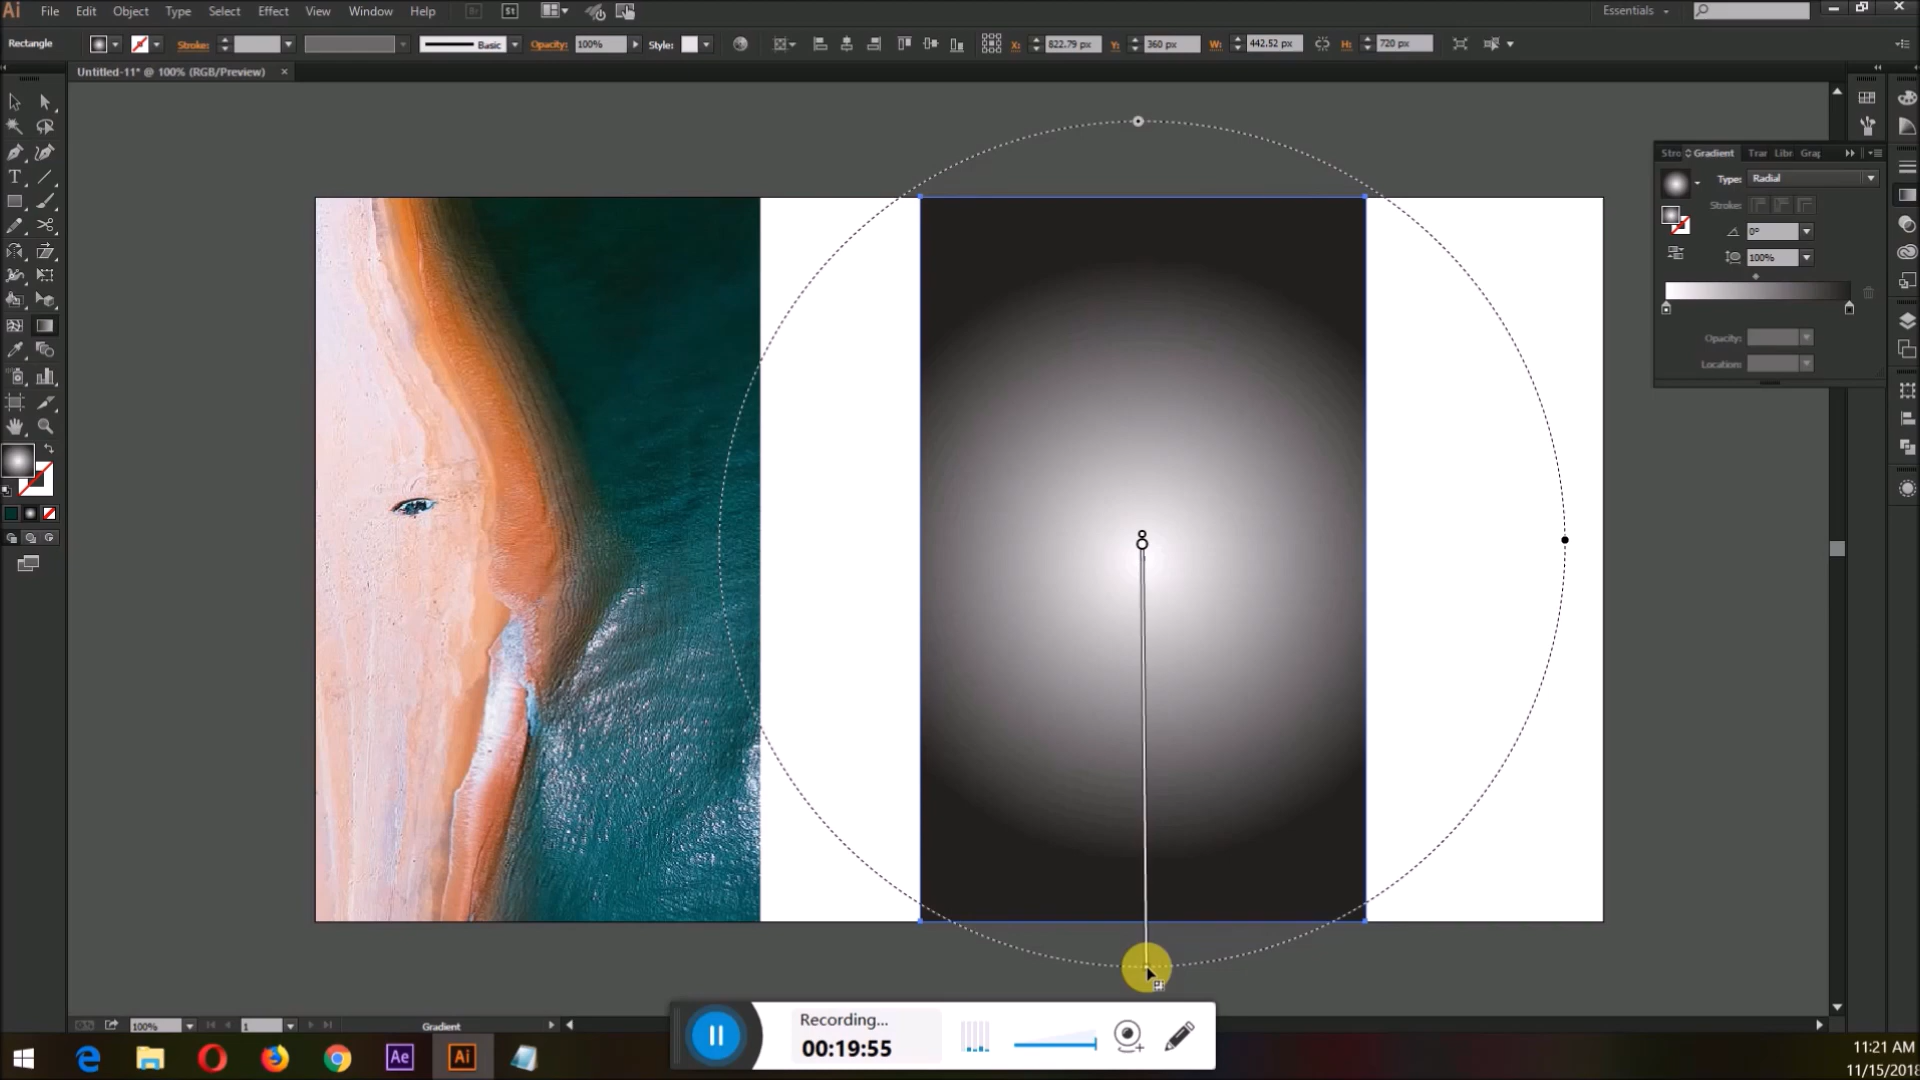 Ai File Edit Object Type Select Effect View Window Help Br St Essentials
Rectangle Stroke: Basic Opacity: 100% Style: X: 822.79 px Y: 360 px W: 442.52 px H: 720 px
Untitled-11* @ 100% (RGB/Preview) ×
Stro Gradient Trar Libr Grap
Type: Radial
Stroke:
0°
100%
Opacity:
Location:
100% 1 Gradient
Recording...
00:19:55
Ae Ai
11:21 AM
11/15/2018